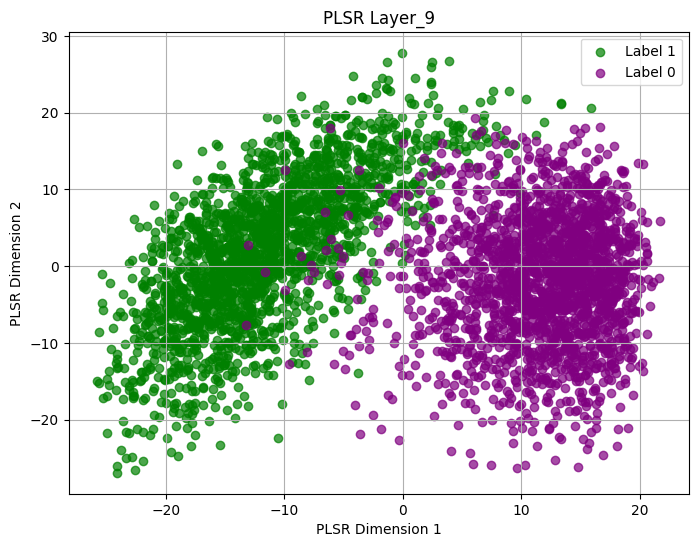 PLSR Layer_9
Label 1
Label 0
30
20
10
0
−10
−20
−20
−10
0
10
20
PLSR Dimension 2
PLSR Dimension 1